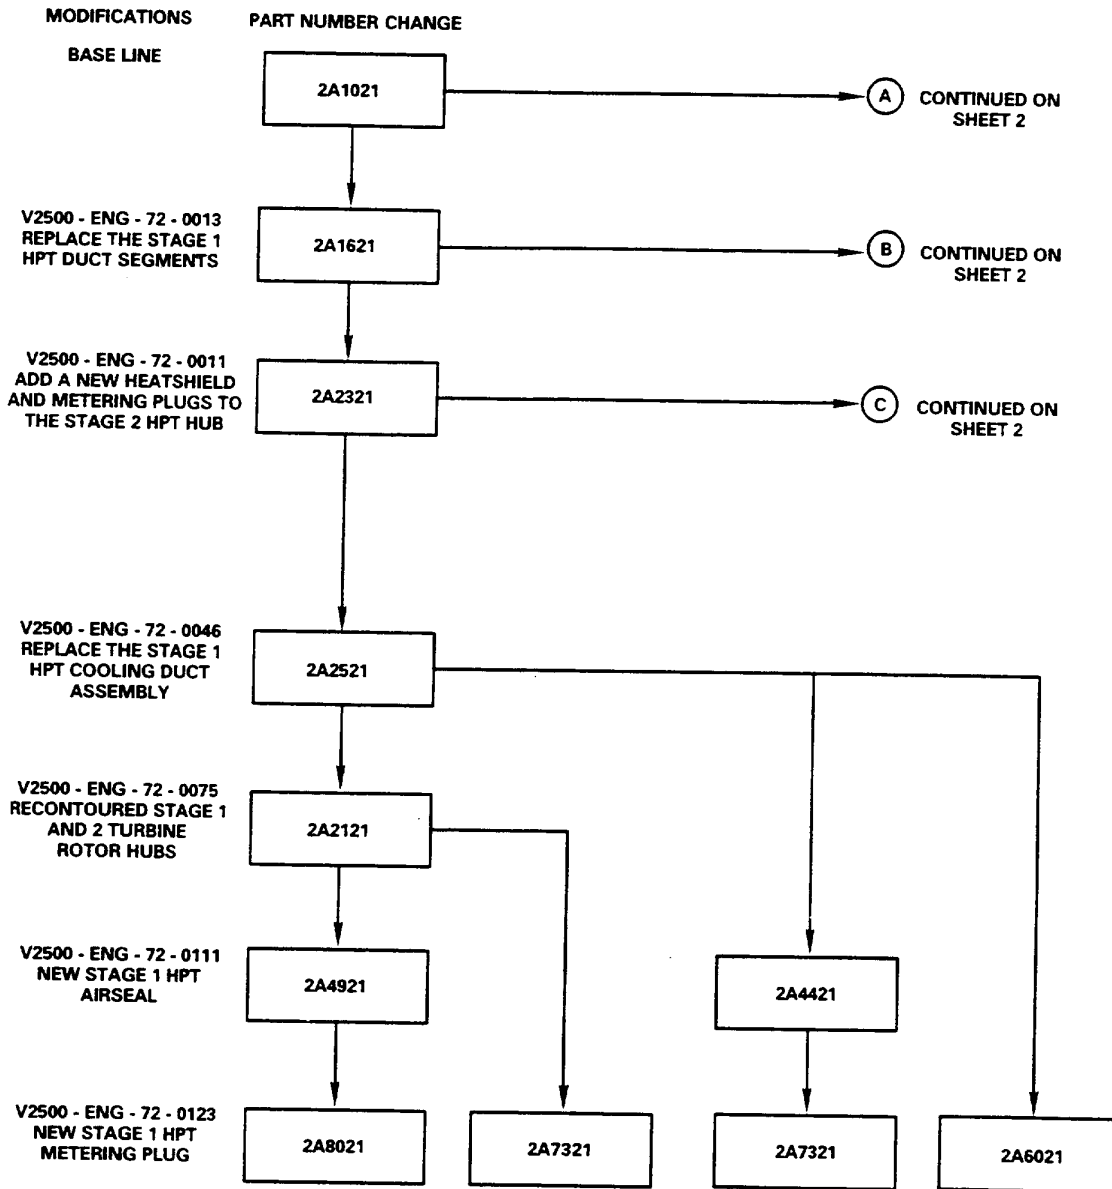 MODIFICATIONS
PART NUMBER CHANGE
BASE LINE
2A1021
A
CONTINUED ON
SHEET 2
V2500 - ENG - 72 - 0013
REPLACE THE STAGE 1
HPT DUCT SEGMENTS
2A1621
B
CONTINUED ON
SHEET 2
V2500 - ENG - 72 - 0011
ADD A NEW HEATSHIELD
AND METERING PLUGS TO
THE STAGE 2 HPT HUB
2A2321
C
CONTINUED ON
SHEET 2
V2500 - ENG - 72 - 0046
REPLACE THE STAGE 1
HPT COOLING DUCT
ASSEMBLY
2A2521
V2500 - ENG - 72 - 0075
RECONTOURED STAGE 1
AND 2 TURBINE
ROTOR HUBS
2A2121
V2500 - ENG - 72 - 0111
NEW STAGE 1 HPT
AIRSEAL
2A4921
2A4421
V2500 - ENG - 72 - 0123
NEW STAGE 1 HPT
METERING PLUG
2A8021
2A7321
2A7321
2A6021